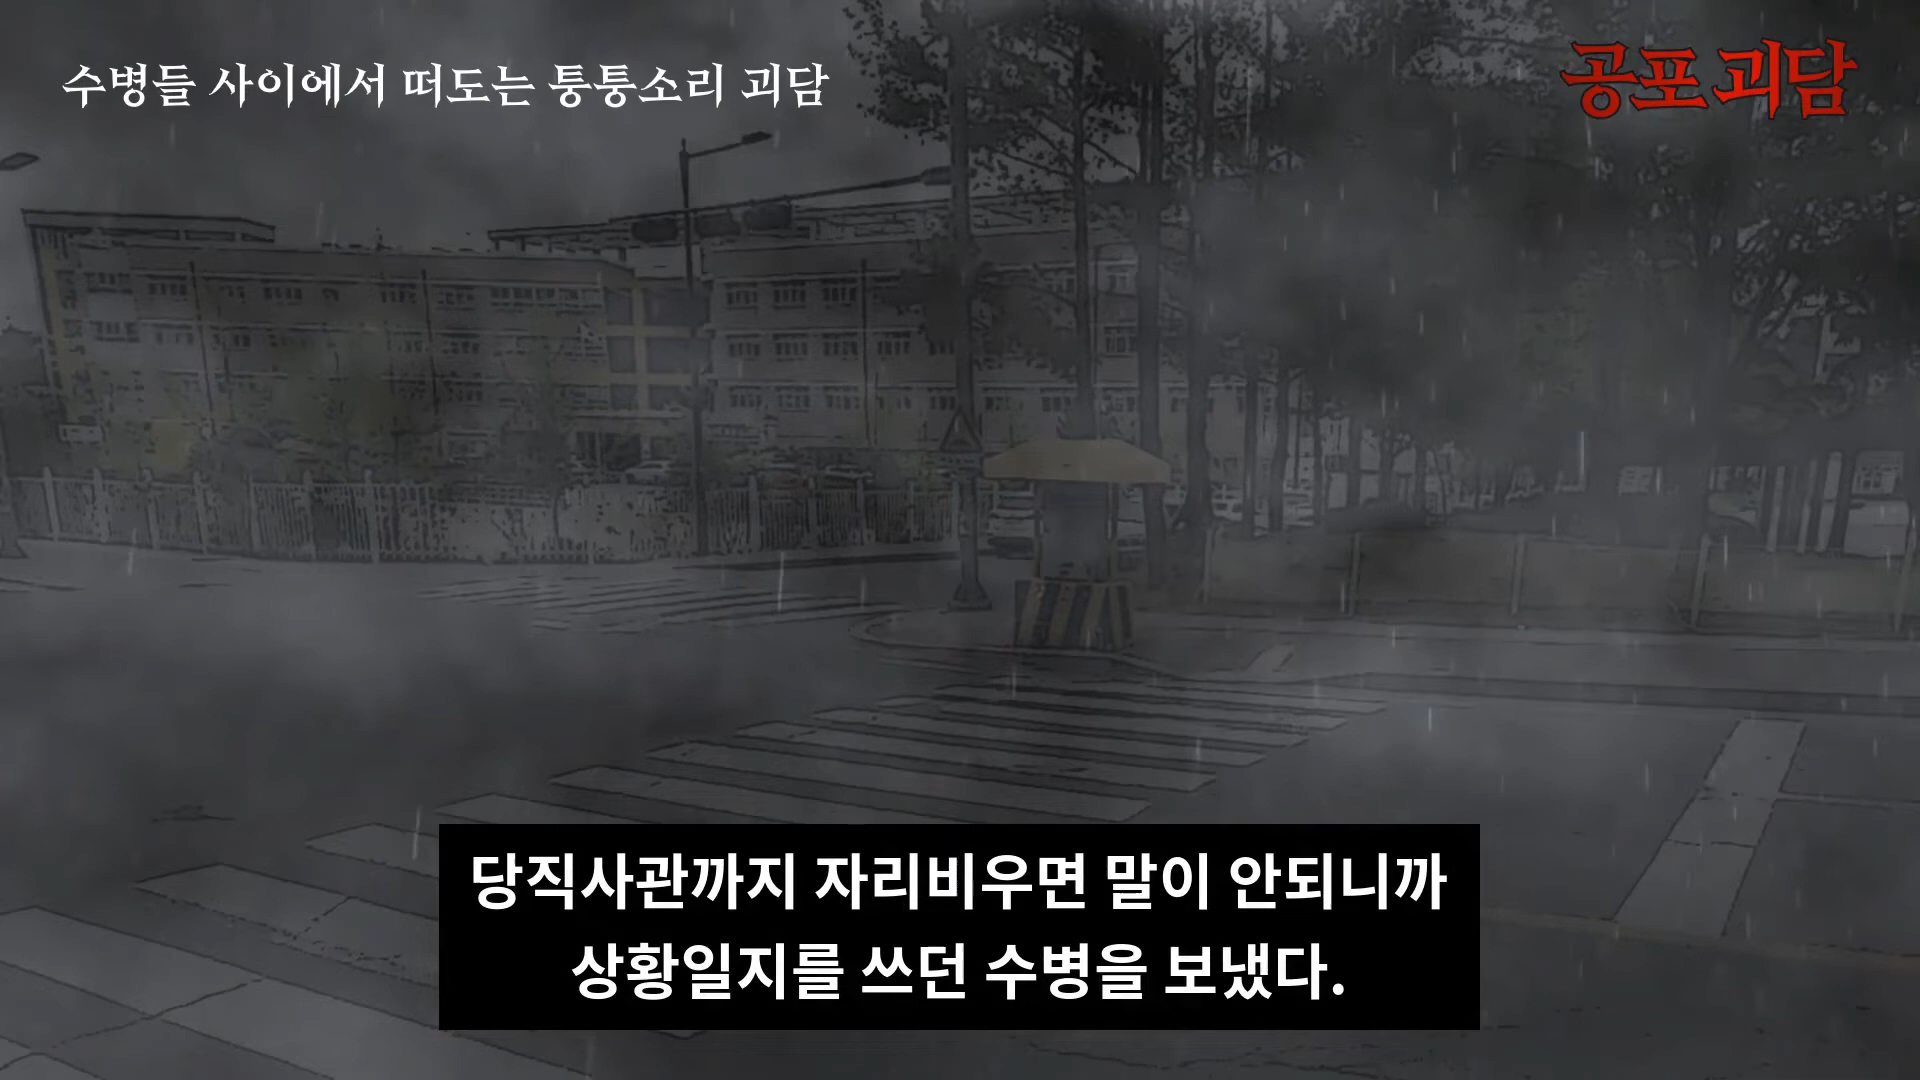 수병들 사이에서 떠도는 퉁퉁소리 괴담
공포괴담
당직사관까지 자리비우면 말이 안되니까
상황일지를 쓰던 수병을 보냈다.